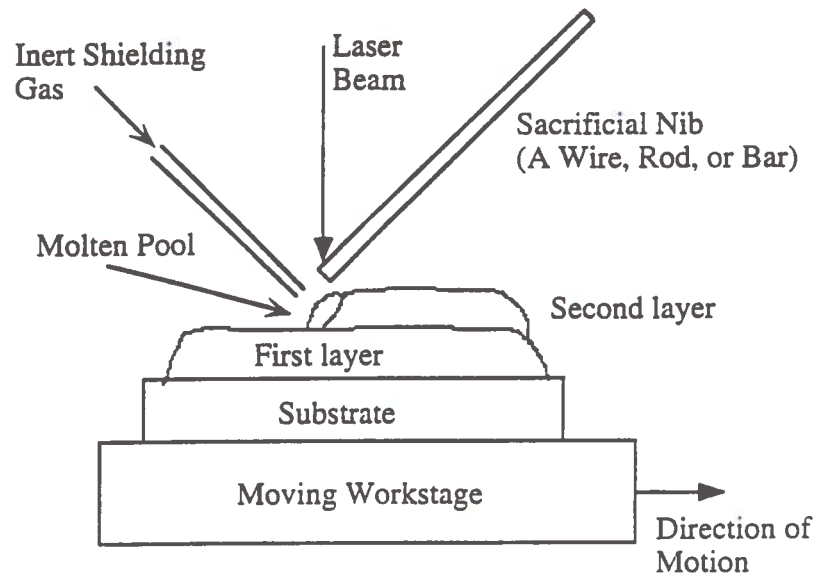 Inert Shielding
Gas
Laser
Beam
Sacrificial Nib
(A Wire, Rod, or Bar)
Molten Pool
Second layer
First layer
Substrate
Moving Workstage
Direction of
Motion